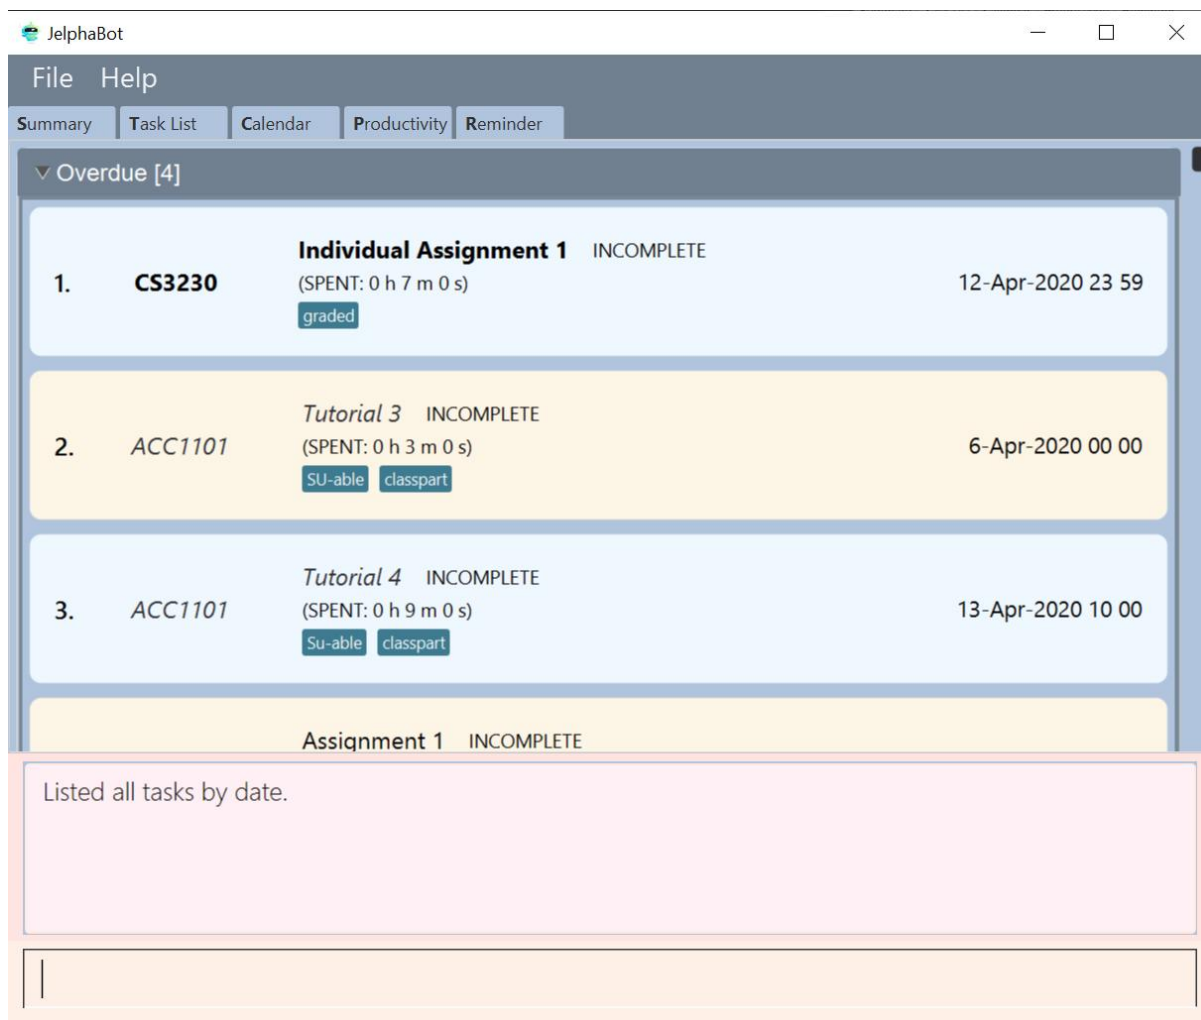 JelphaBot
File Help
Summary Task List Calendar Productivity Reminder
Overdue [4]
Individual Assignment 1 INCOMPLETE
1. CS3230 (SPENT: 0 h 7 m 0 s) 12-Apr-2020 23 59
graded
Tutorial 3 INCOMPLETE
2. ACC1101 (SPENT: 0 h 3 m 0 s) 6-Apr-2020 00 00
SU-able classpart
Tutorial 4 INCOMPLETE
3. ACC1101 (SPENT: 0 h 9 m 0 s) 13-Apr-2020 10 00
Su-able classpart
Assignment 1 INCOMPLETE
Listed all tasks by date.